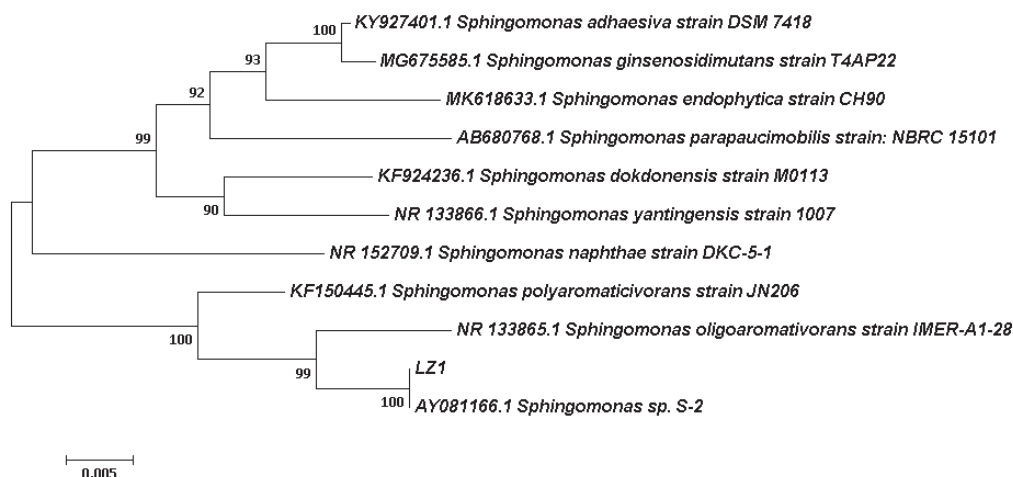 KY927401.1 Sphingomonas adhaesiva strain DSM 7418
100
MG675585.1 Sphingomonas ginsenosidimutans strain T4AP22
93
MK618633.1 Sphingomonas endophytica strain CH90
92
AB680768.1 Sphingomonas parapaucimobilis strain: NBRC 15101
99
KF924236.1 Sphingomonas dokdonensis strain M0113
90
NR 133866.1 Sphingomonas yantingensis strain 1007
NR 152709.1 Sphingomonas naphthae strain DKC-5-1
KF150445.1 Sphingomonas polyaromaticivorans strain JN206
100
NR 133865.1 Sphingomonas oligoaromativorans strain IMER-A1-28
99
LZ1
100
AY081166.1 Sphingomonas sp. S-2
0.005